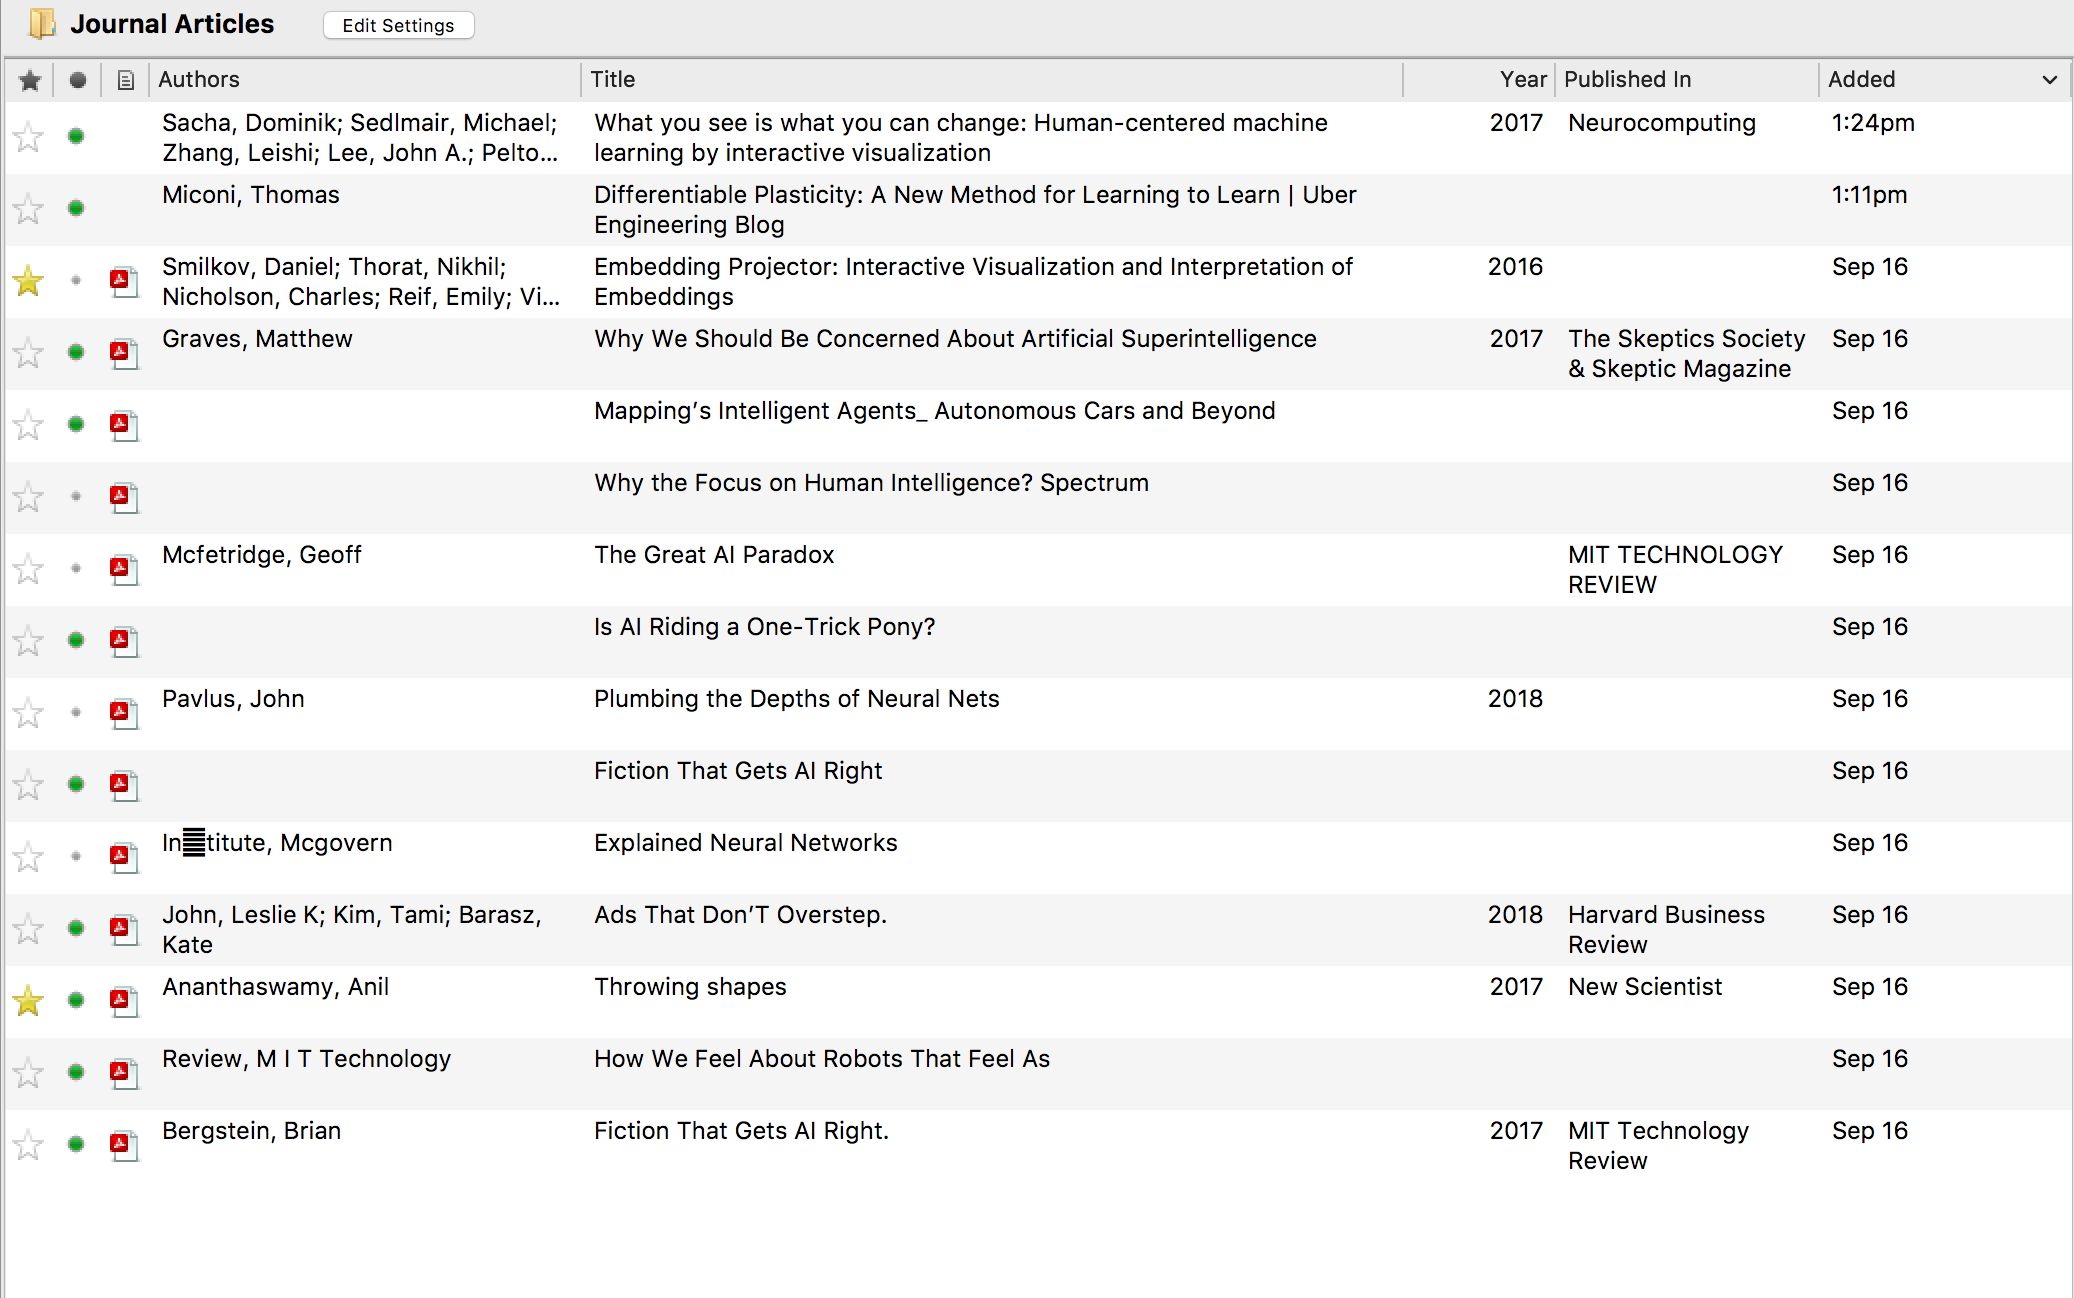 Journal Articles Edit Settings
Authors Title Year Published In Added
Sacha, Dominik; Sedlmair, Michael; What you see is what you can change: Human-centered machine 2017 Neurocomputing 1:24pm
Zhang, Leishi; Lee, John A.; Pelto... learning by interactive visualization
Miconi, Thomas Differentiable Plasticity: A New Method for Learning to Learn | Uber 1:11pm
Engineering Blog
Smilkov, Daniel; Thorat, Nikhil; Embedding Projector: Interactive Visualization and Interpretation of 2016 Sep 16
Nicholson, Charles; Reif, Emily; Vi... Embeddings
Graves, Matthew Why We Should Be Concerned About Artificial Superintelligence 2017 The Skeptics Society Sep 16
& Skeptic Magazine
Mapping's Intelligent Agents_ Autonomous Cars and Beyond Sep 16
Why the Focus on Human Intelligence? Spectrum Sep 16
Mcfetridge, Geoff The Great AI Paradox MIT TECHNOLOGY Sep 16
REVIEW
Is AI Riding a One-Trick Pony? Sep 16
Pavlus, John Plumbing the Depths of Neural Nets 2018 Sep 16
Fiction That Gets AI Right Sep 16
Mcgovern Explained Neural Networks Sep 16
John, Leslie K; Kim, Tami; Barasz, Ads That Don'T Overstep. 2018 Harvard Business Sep 16
Kate Review
Ananthaswamy, Anil Throwing shapes 2017 New Scientist Sep 16
Review, M I T Technology How We Feel About Robots That Feel As Sep 16
Bergstein, Brian Fiction That Gets AI Right. 2017 MIT Technology Sep 16
Review